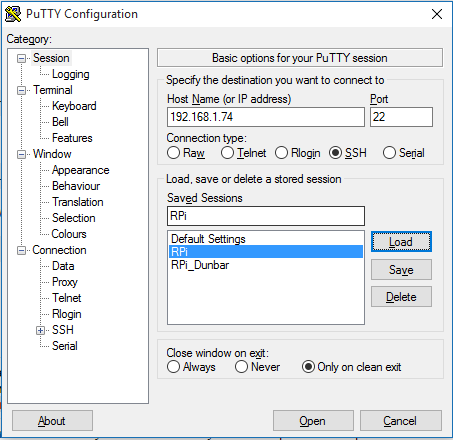 PuTTY Configuration
Category:
Session
Logging
Terminal
Keyboard
Bell
Features
Window
Appearance
Behaviour
Translation
Selection
Colours
Connection
Data
Proxy
Telnet
Rlogin
SSH
Serial
Basic options for your PuTTY session
Specify the destination you want to connect to
Host Name (or IP address) Port
192.168.1.74 22
Connection type:
Raw Telnet Rlogin SSH Serial
Load, save or delete a stored session
Saved Sessions
RPi
Default Settings
RPi
RPi_Dunbar
Load
Save
Delete
Close window on exit:
Always Never Only on clean exit
About Open Cancel